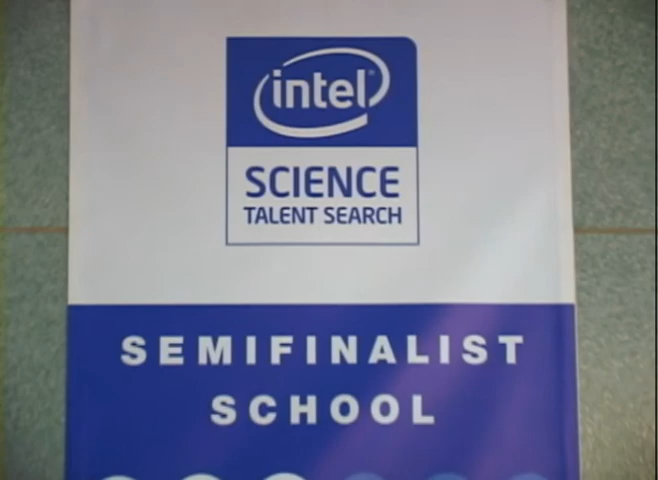 intel®
SCIENCE
TALENT SEARCH
SEMIFINALIST
SCHOOL